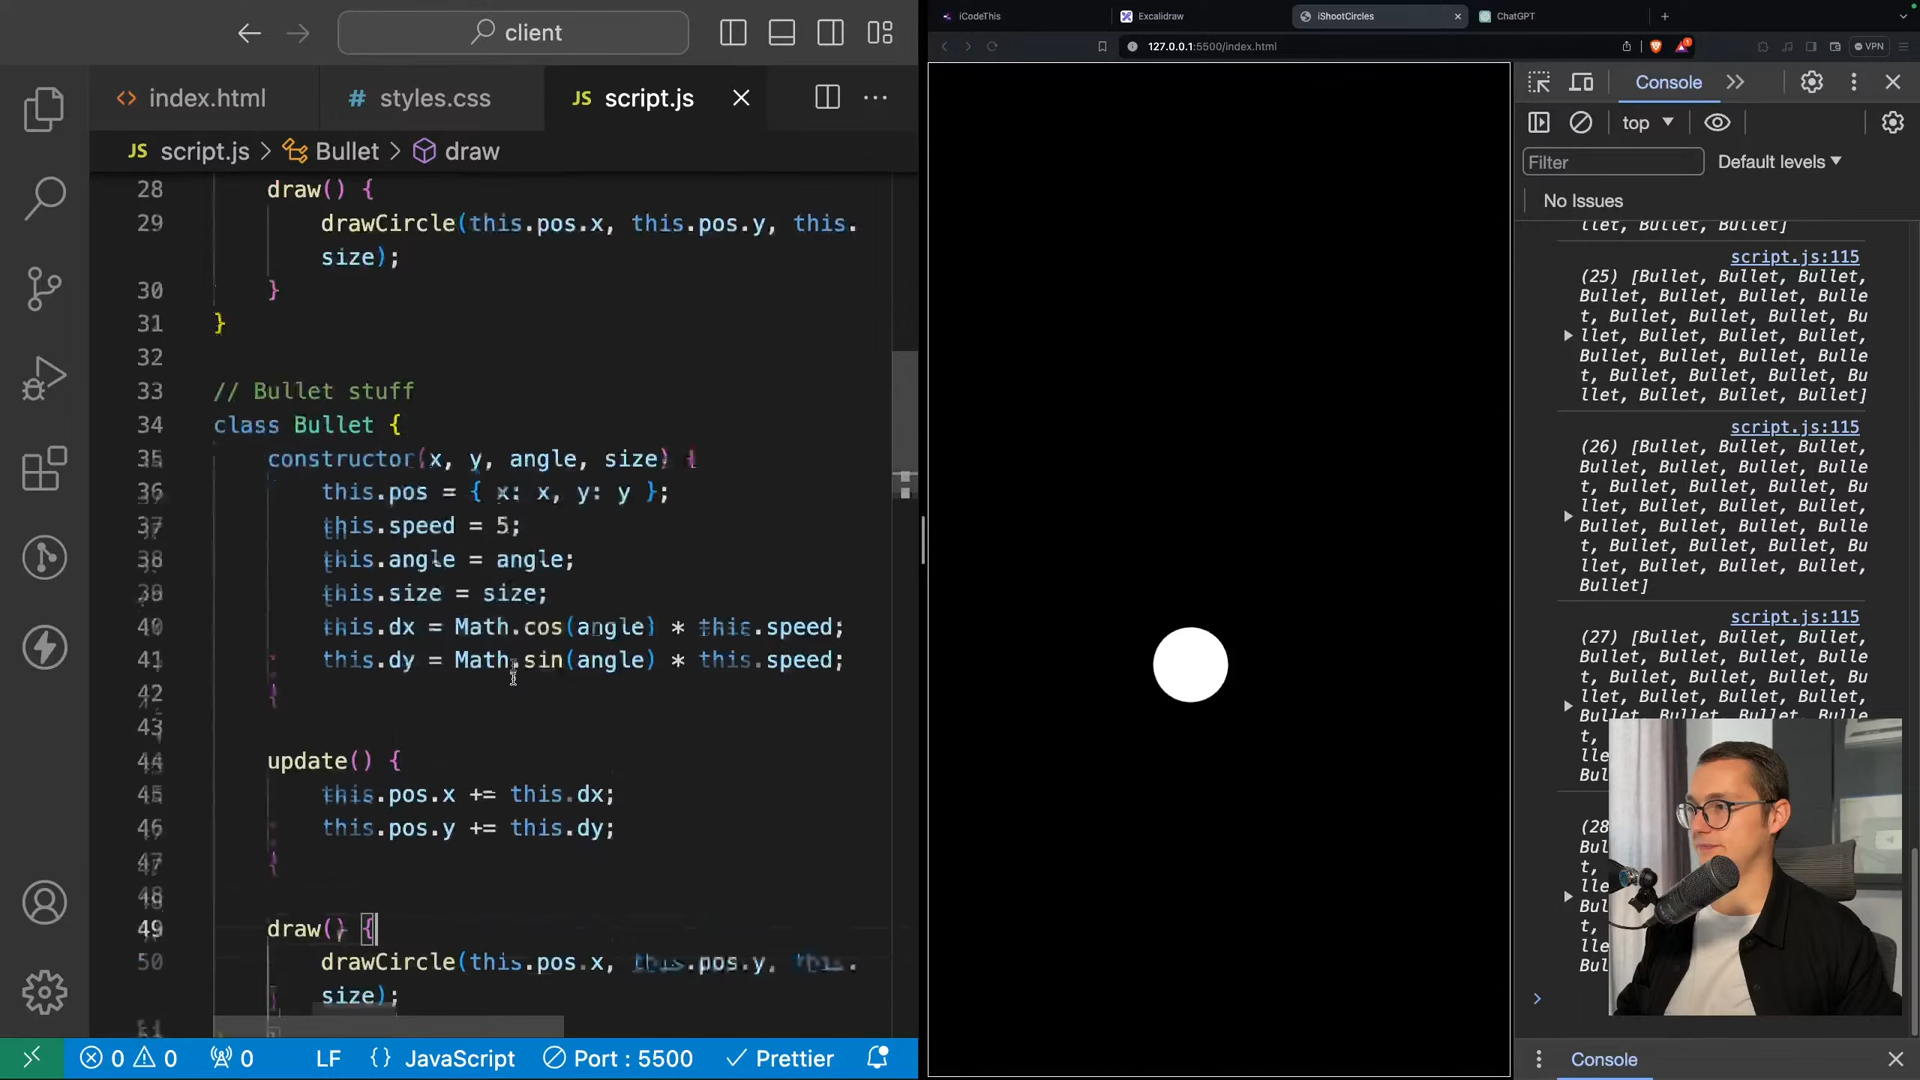 client
index.html
# styles.css
JS script.js
JS script.js > Bullet > draw
28 draw() {
29 drawCircle(this.pos.x, this.pos.y, this.
size);
30 }
31 }
32
33 // Bullet stuff
34 class Bullet {
35 constructor(x, y, angle, size) {
36 this.pos = { x: x, y: y };
37 this.speed = 5;
38 this.angle = angle;
39 this.size = size;
40 this.dx = Math.cos(angle) * this.speed;
41 this.dy = Math.sin(angle) * this.speed;
42
43
44 update() {
45 this.pos.x += this.dx;
46 this.pos.y += this.dy;
47
48
49 draw() {
50 drawCircle(this.pos.x, this.pos.y, this.
size);
51
0 0 0 LF {} JavaScript Port : 5500 Prettier
iCodeThis
Excalidraw
iShootCircles
ChatGPT
127.0.0.1:5500/index.html
1
VPN
Console
top
Filter
Default levels
No Issues
llet, Bullet, Bullet]
script.js:115
(25) [Bullet, Bullet, Bullet,
Bullet, Bullet, Bullet, Bulle
t, Bullet, Bullet, Bullet, Bu
llet, Bullet, Bullet, Bullet,
Bullet, Bullet, Bullet, Bulle
t, Bullet, Bullet, Bullet, Bu
llet, Bullet, Bullet, Bullet]
script.js:115
(26) [Bullet, Bullet, Bullet,
Bullet, Bullet, Bullet, Bulle
t, Bullet, Bullet, Bullet, Bu
llet, Bullet, Bullet, Bullet,
Bullet, Bullet, Bullet, Bulle
t, Bullet, Bullet, Bullet, Bu
llet, Bullet, Bullet, Bullet,
Bullet]
script.js:115
(27) [Bullet, Bullet, Bullet,
Bullet, Bullet, Bullet, Bulle
t, Bullet, Bullet, Bullet, Bu
llet, Bullet, Bullet, Bullet,
Bullet, Bullet, Bullet, Bulle
t,
lle
Bul
(28
Bul
t,
lle
Bul
t,
lle
Bul
Console